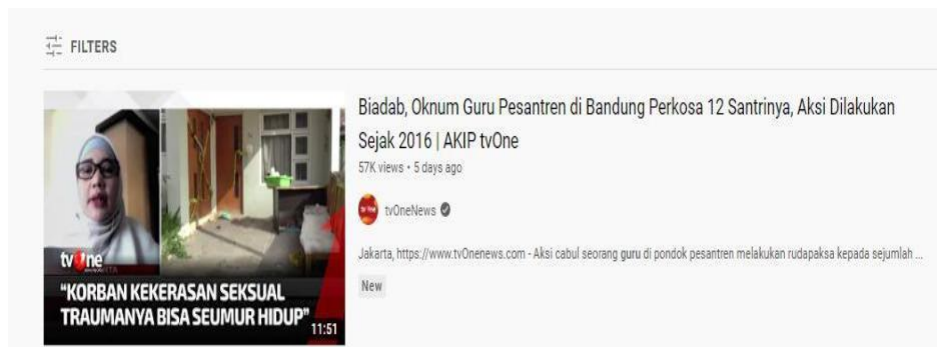 FILTERS
Biadab, Oknum Guru Pesantren di Bandung Perkosa 12 Santrinya, Aksi Dilakukan
Sejak 2016 | AKIP tvOne
57K views • 5 days ago
tvOneNews
Jakarta, https://www.tvOnenews.com - Aksi cabul seorang guru di pondok pesantren melakukan rudapaksa kepada sejumlah ...
New
tvOne
"KORBAN KEKERASAN SEKSUAL
TRAUMANYA BISA SEUMUR HIDUP"
11:51